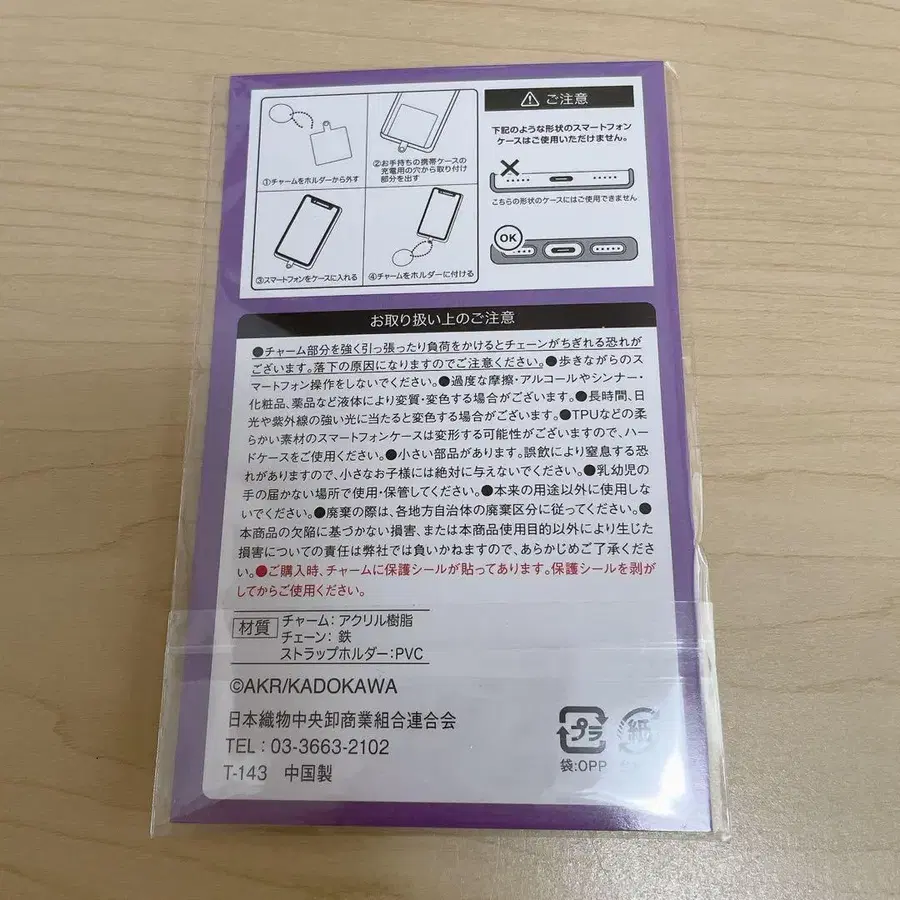 ①チャームをホルダーから外す
②お手持ちの携帯ケースの
充電用の穴から取り付け
部分を出す
③スマートフォンをケースに入れる
④チャームをホルダーに付ける
ご注意
下記のような形状のスマートフォン
ケースはご使用いただけません。
こちらの形状のケースにはご使用できません
OK
お取り扱い上のご注意
●チャーム部分を強く引っ張ったり負荷をかけるとチェーンがちぎれる恐れが
ございます。落下の原因になりますのでご注意ください。●歩きながらのス
マートフォン操作をしないでください。●過度な摩擦・アルコールやシンナー・
化粧品、薬品など液体により変質・変色する場合がございます。●長時間、日
光や紫外線の強い光に当たると変色する場合がございます。●TPUなどの柔
らかい素材のスマートフォンケースは変形する可能性がございますので、ハー
ドケースをご使用ください。●小さい部品があります。誤飲により窒息する恐
れがありますので、小さなお子様には絶対に与えないでください。●乳幼児の
手の届かない場所で使用・保管してください。●本来の用途以外に使用しな
いでください。●廃棄の際は、各地方自治体の廃棄区分に従ってください。●
本商品の欠陥に基づかない損害、または本商品使用目的以外により生じた
損害についての責任は弊社では負いかねますので、あらかじめご了承くださ
い。●ご購入時、チャームに保護シールが貼ってあります。保護シールを剥が
してからご使用ください。
材質
チャーム：アクリル樹脂
チェーン：鉄
ストラップホルダー：PVC
©AKR/KADOKAWA
日本織物中央卸商業組合連合会
TEL：03-3663-2102
T-143 中国製
プラ
袋:OPP
紙